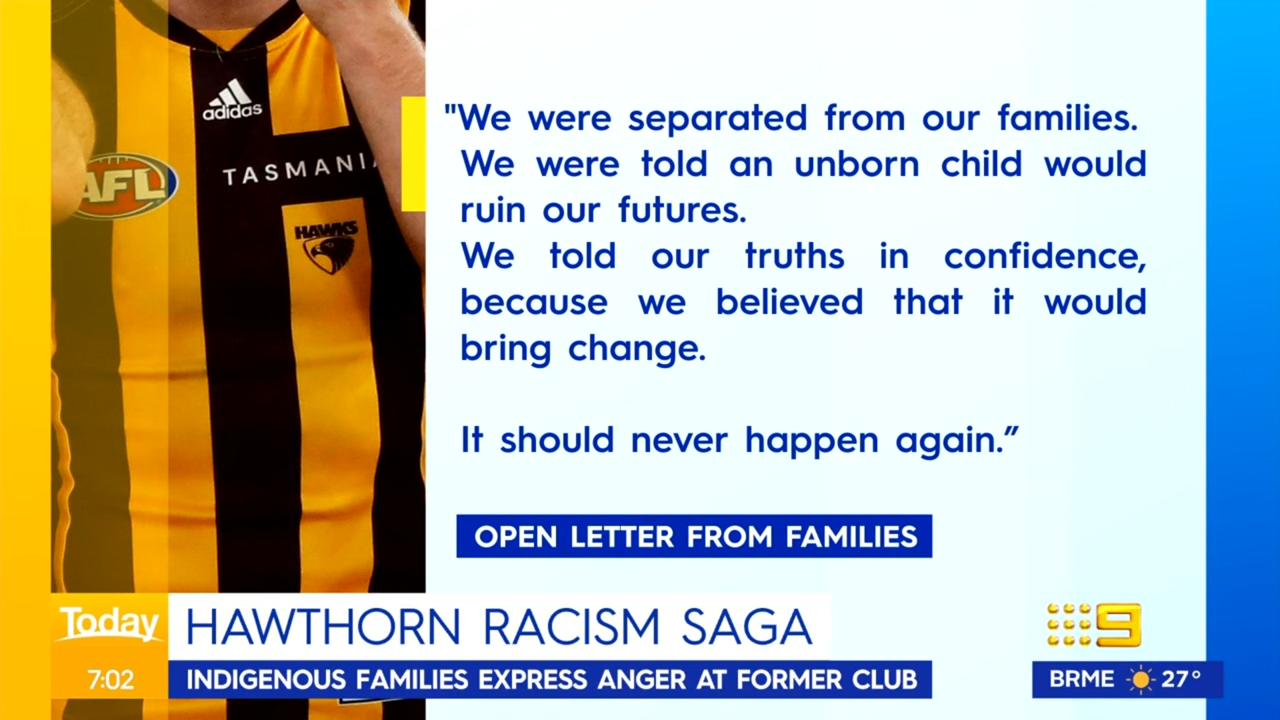 adidas
AFL
TASMANI
HAWKS
"We were separated from our families.
We were told an unborn child would
ruin our futures.
We told our truths in confidence,
because we believed that it would
bring change.
It should never happen again.”
OPEN LETTER FROM FAMILIES
Today
HAWTHORN RACISM SAGA
9
7:02
INDIGENOUS FAMILIES EXPRESS ANGER AT FORMER CLUB
BRME 27°